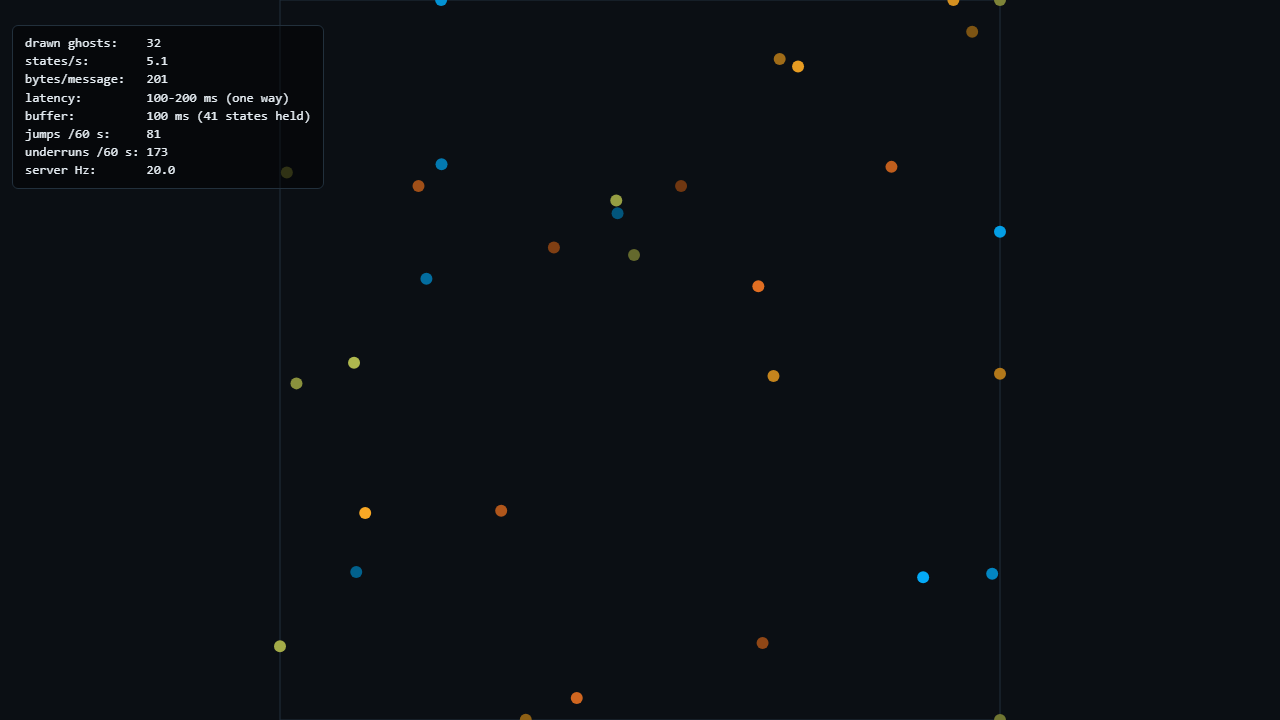 drawn ghosts: 32
states/s: 5.1
bytes/message: 201
latency: 100-200 ms (one way)
buffer: 100 ms (41 states held)
jumps /60 s: 81
underruns /60 s: 173
server Hz: 20.0